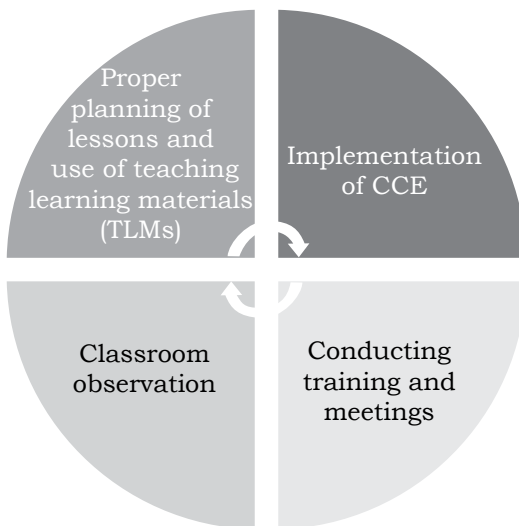 Proper
planning of
lessons and
use of teaching
learning materials
(TLMs)
Implementation
of CCE
Classroom
observation
Conducting
training and
meetings